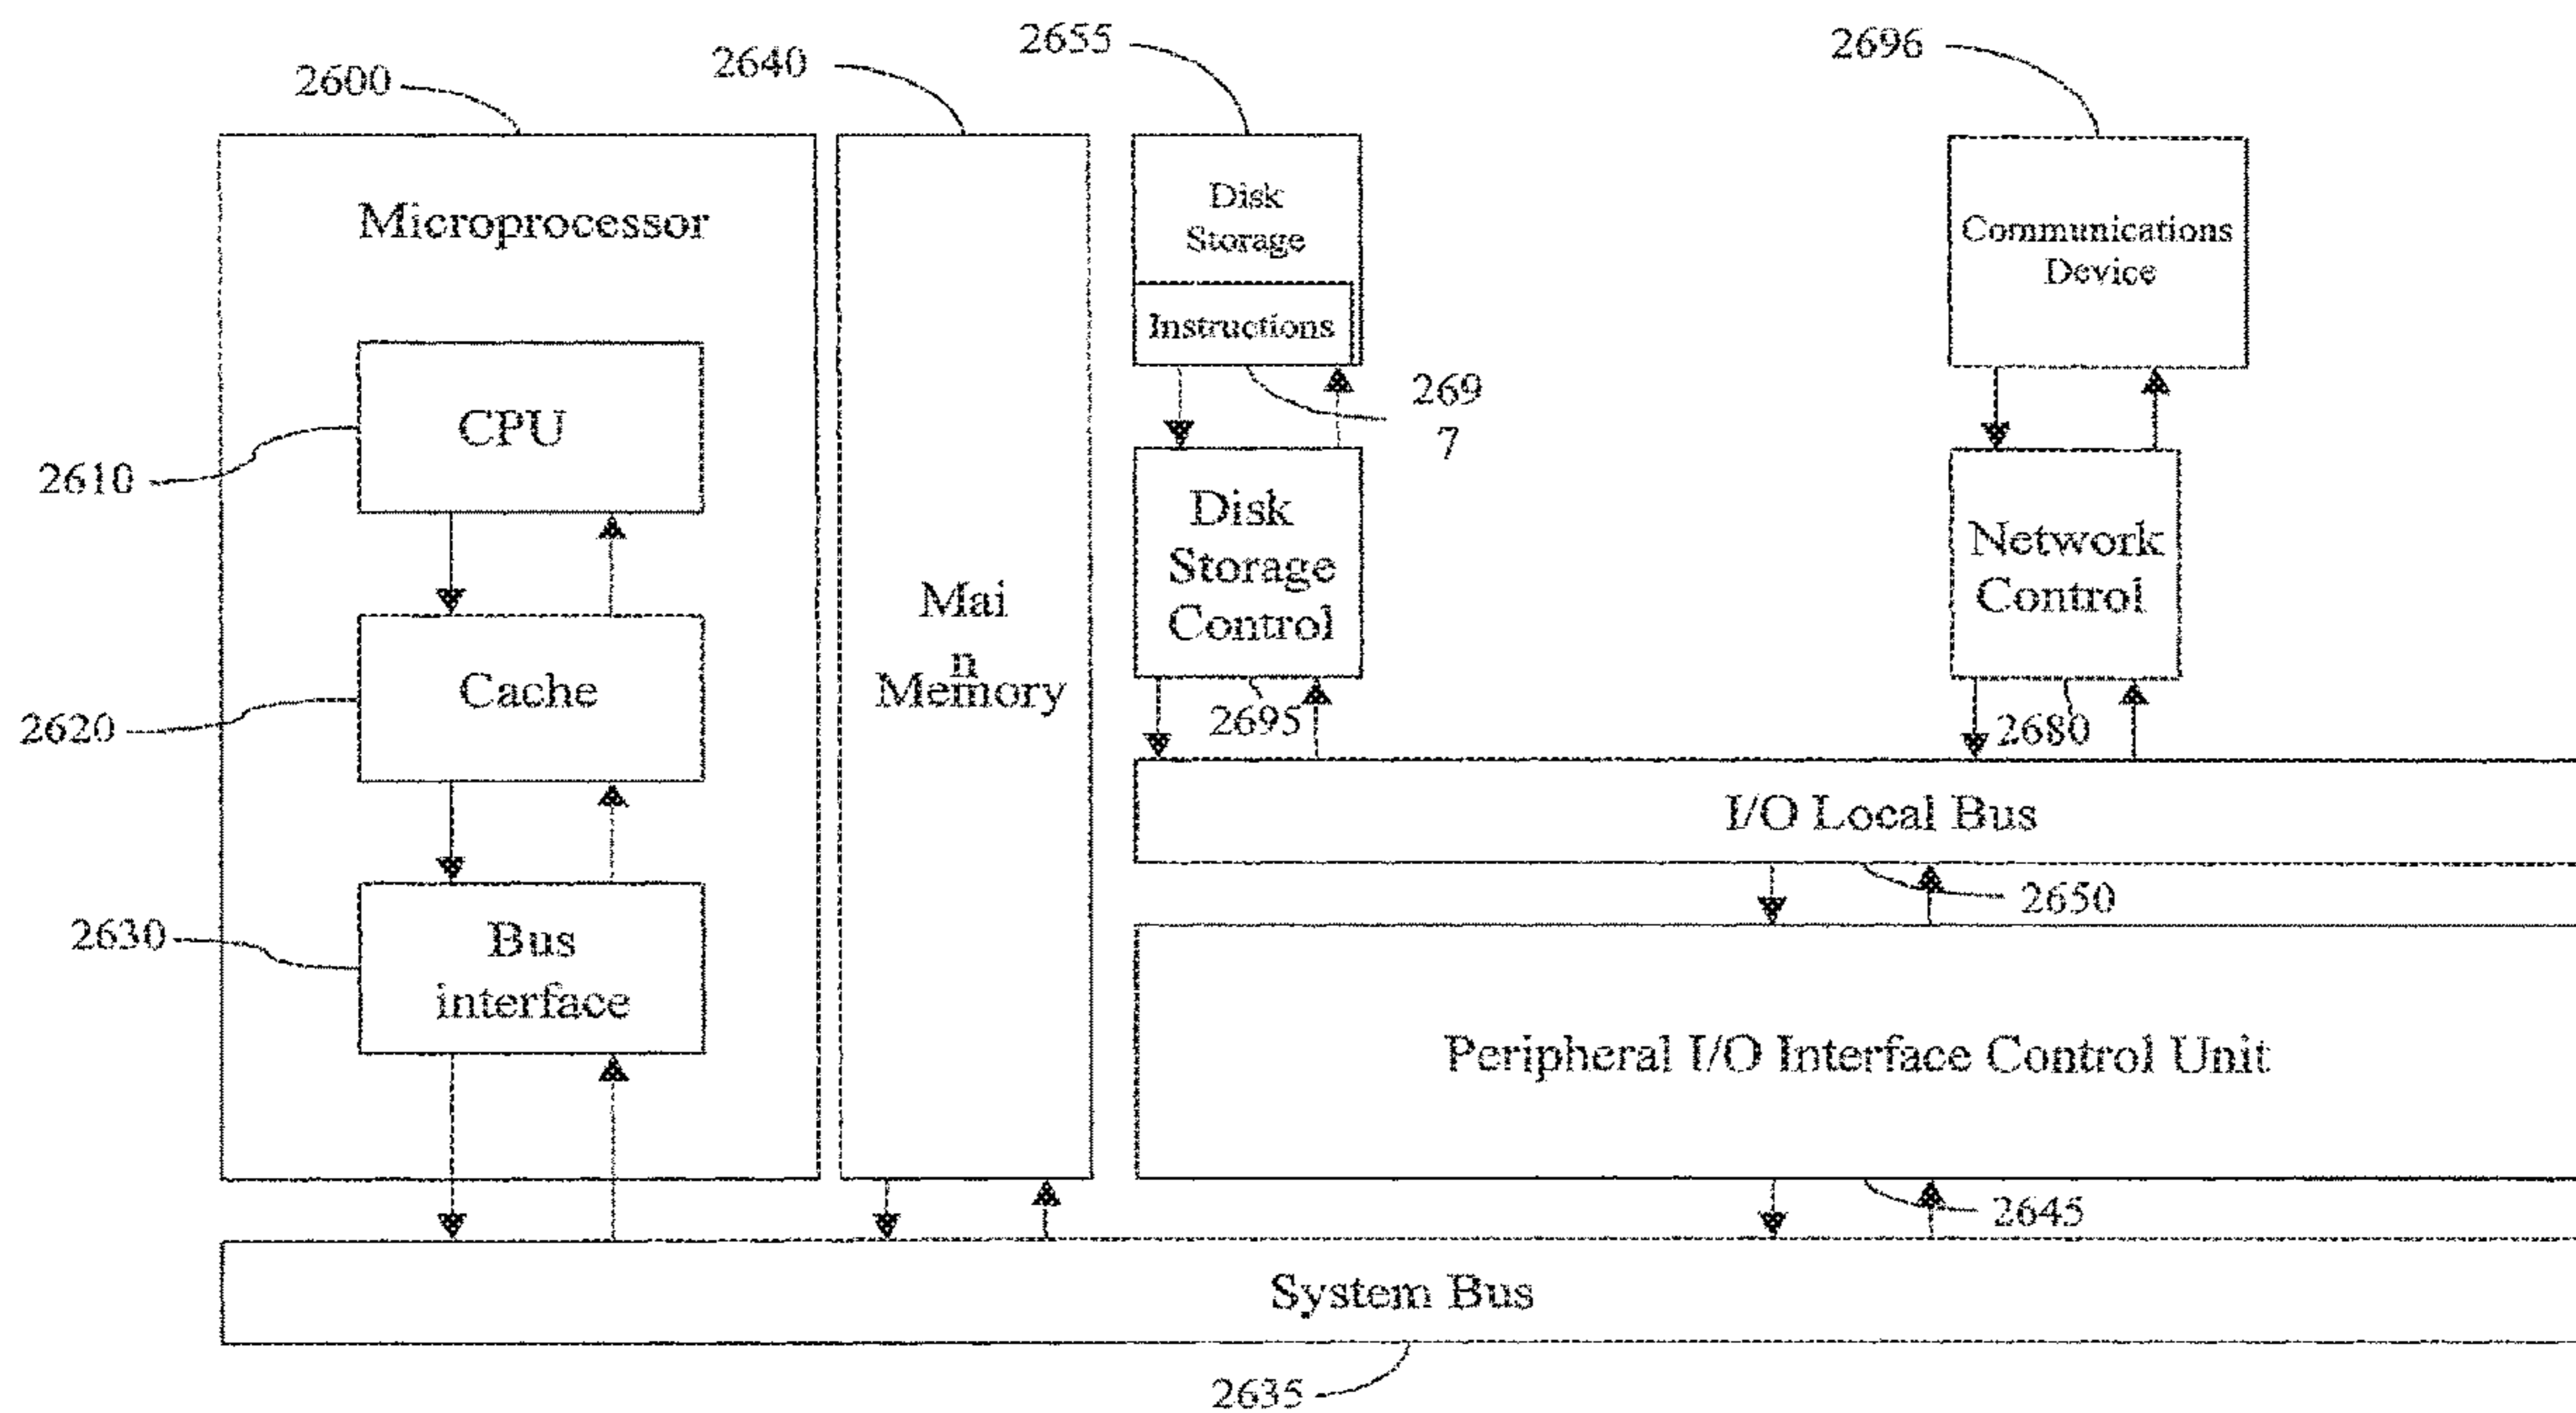 2600
2640
2655
2696
Microprocessor
CPU
2610
Cache
2620
Bus
interface
2630
Mai
n
Memory
Disk
Storage
Instructions
269
7
Disk
Storage
Control
2695
Communications
Device
Network
Control
2680
I/O Local Bus
2650
Peripheral I/O Interface Control Unit
2645
System Bus
2635